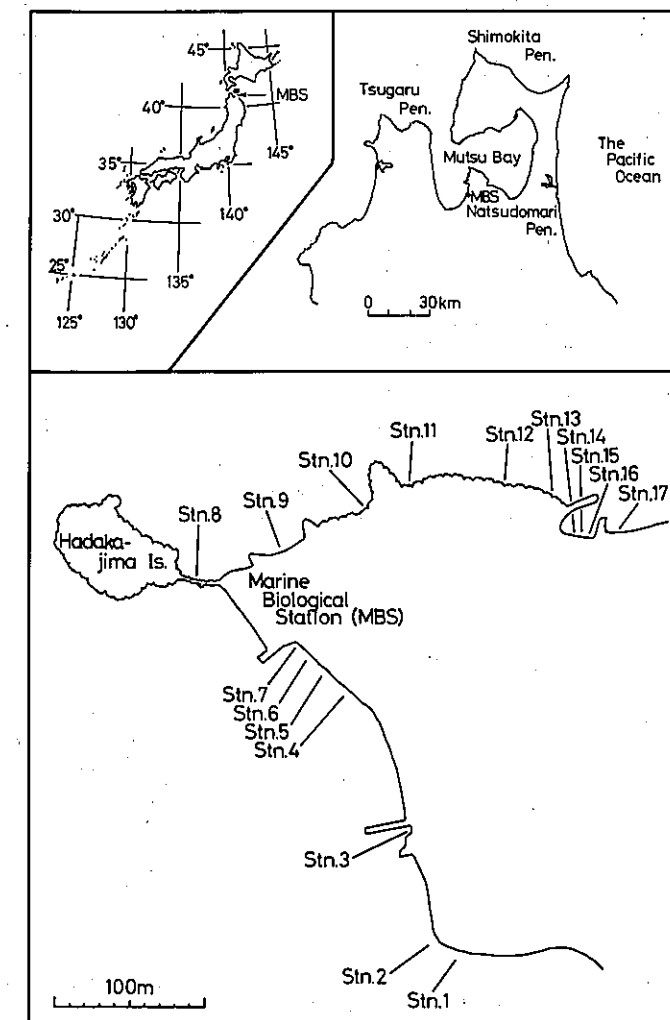 45°
MBS
40°
145°
35°
140°
30°
135°
25°
125°
130°
Shimokita
Pen.
Tsugaru
Pen.
The
Pacific
Ocean
Mutsu Bay
MBS
Natsudomari
Pen.
0 30km
Stn.13
Stn.14
Stn.15
Stn.16
Stn.17
Stn.12
Stn.11
Stn.10
Stn.9
Stn.8
Hadaka-
jima Is.
Marine
Biological
Station (MBS)
Stn.7
Stn.6
Stn.5
Stn.4
Stn.3
Stn.2
Stn.1
100m